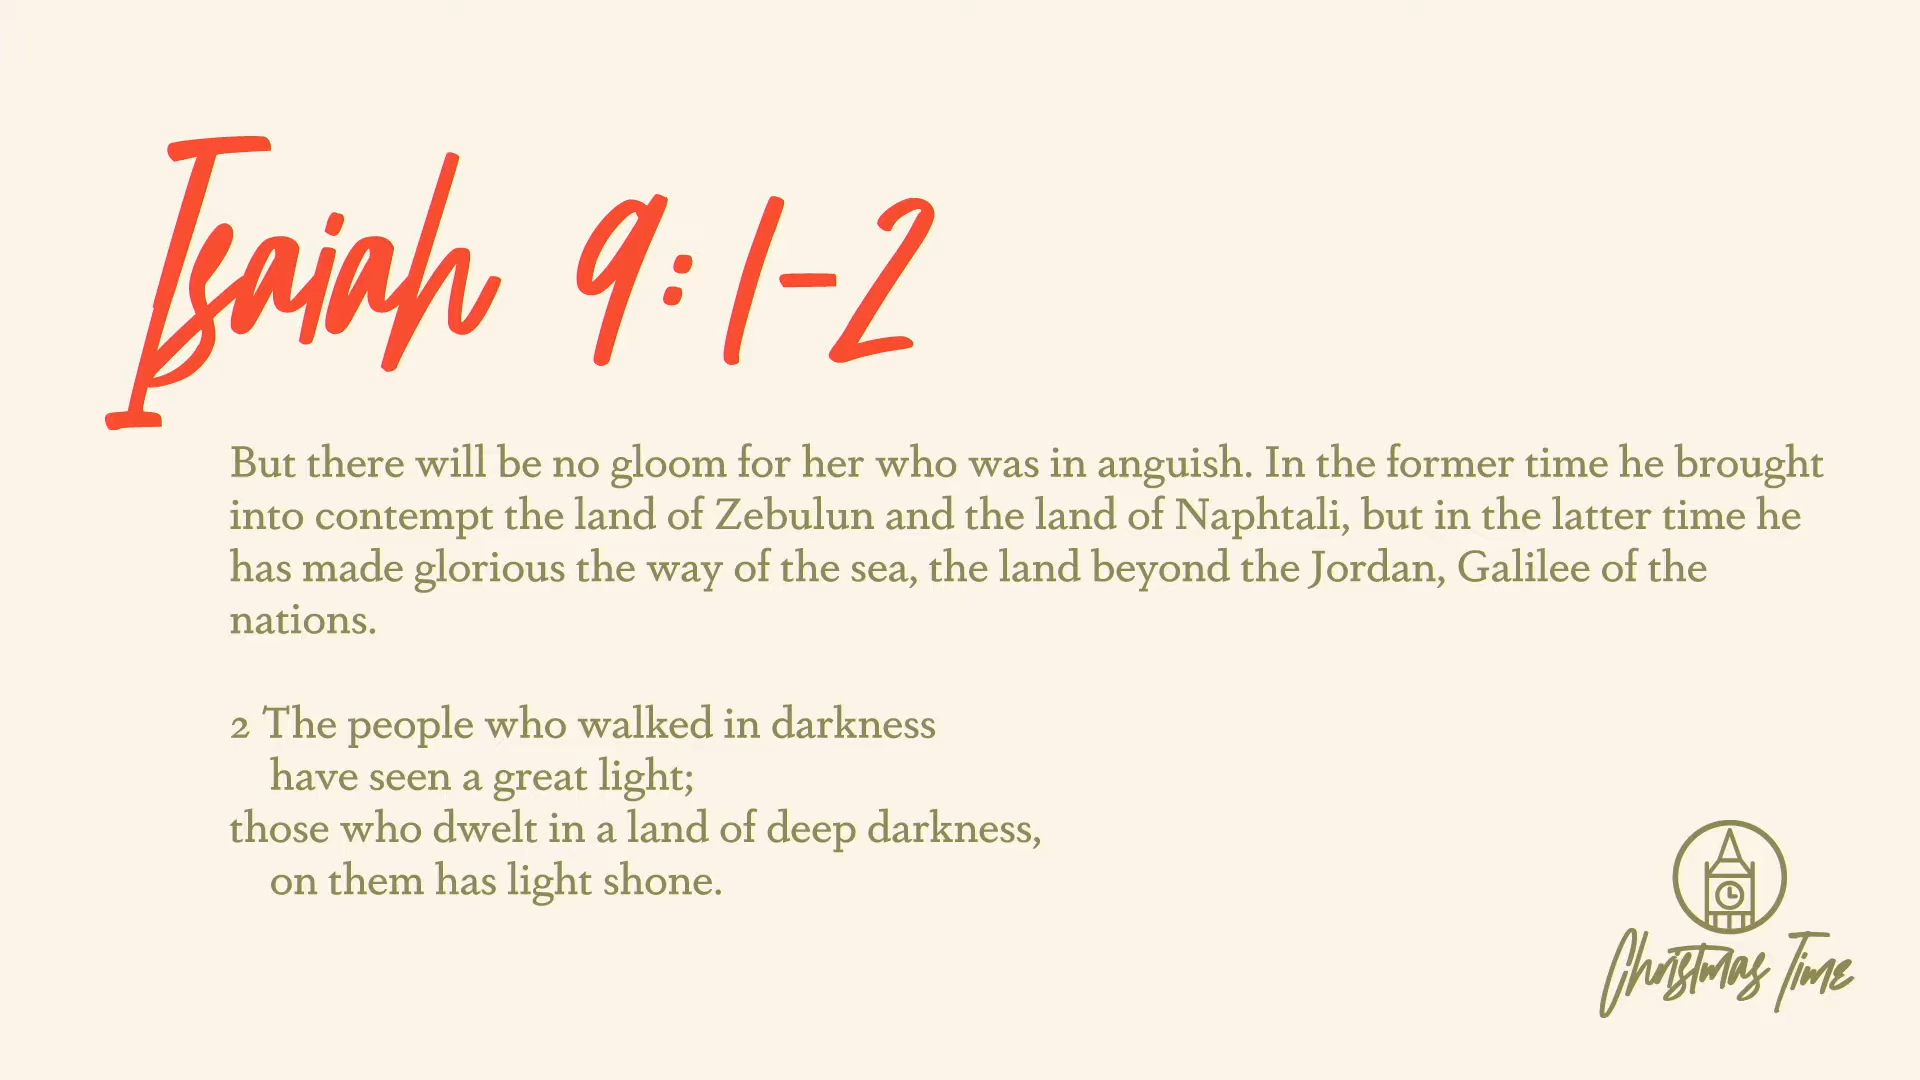 Isaiah 9:1-2
But there will be no gloom for her who was in anguish. In the former time he brought
into contempt the land of Zebulun and the land of Naphtali, but in the latter time he
has made glorious the way of the sea, the land beyond the Jordan, Galilee of the
nations.
2 The people who walked in darkness
have seen a great light;
those who dwelt in a land of deep darkness,
on them has light shone.
Christmas Time